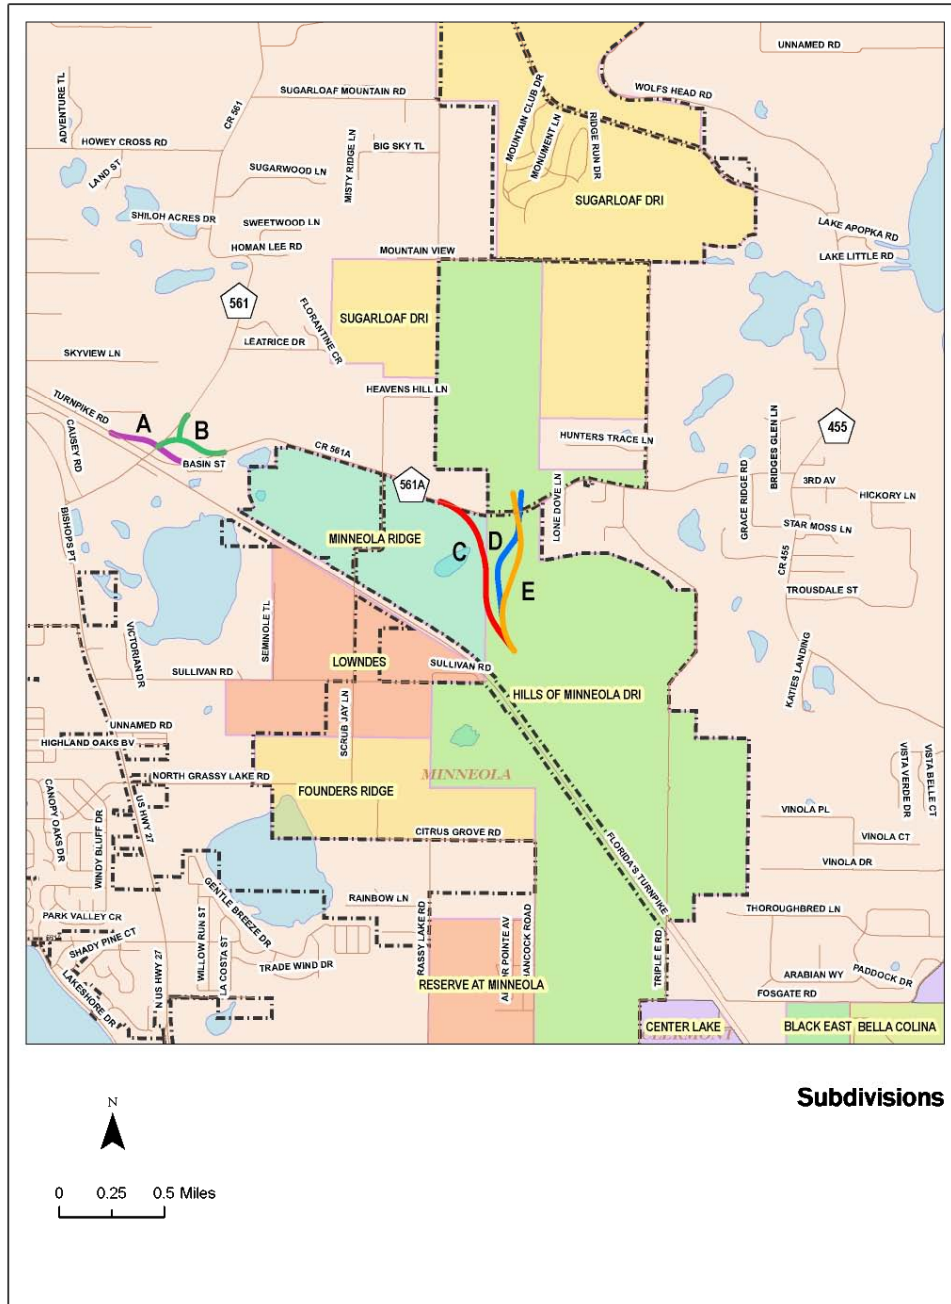 UNNAMED RD
ADVENTURE TL
CR 561
SUGARLOAF MOUNTAIN RD
MOUNTAIN CLUB DR
MONUMENT LN
RIDGE RUN DR
WOLFS HEAD RD
HOWEY CROSS RD
LAND ST
MISTY RIDGE LN
BIG SKY TL
SUGARWOOD LN
SUGARLOAF DRI
SHILOH ACRES DR
SWEETWOOD LN
HOMAN LEE RD
MOUNTAIN VIEW
LAKE APOPKA RD
LAKE LITTLE RD
561
FLORANTINE CR
SUGARLOAF DRI
LEATRICE DR
SKYVIEW LN
HEAVENS HILL LN
TURNPIKE RD
A
B
CAUSEY RD
BASIN ST
CR 561A
HUNTERS TRACE LN
BRIDGES GLEN LN
455
561A
LONE DOVE LN
GRACE RIDGE RD
3RD AV
HICKORY LN
BISHOPS PT
MINNEOLA RIDGE
C
D
E
STAR MOSS LN
CR 455
TROUSDALE ST
SEMINOLE TL
VICTORIAN DR
SULLIVAN RD
LOWNDES
SULLIVAN RD
HILLS OF MINNEOLA DRI
KATIES LANDING
UNNAMED RD
HIGHLAND OAKS BV
SCRUB JAY LN
NORTH GRASSY LAKE RD
MINNEOLA
FOUNDERS RIDGE
CANOPY OAKS DR
WINDY BLUFF DR
US HWY 27
CITRUS GROVE RD
FLORIDA'S TURNPIKE
VISTA VERDE DR
VISTA BELLE CT
VINOLA PL
VINOLA CT
VINOLA DR
GENTLE BREEZE DR
RAINBOW LN
THOROUGHBRED LN
PARK VALLEY CR
SHADY PINE CT
WILLOW RUN ST
LA COSTA ST
TRADE WIND DR
N US HWY 27
LAKESHORE DR
RASSY LAKE RD
POINTE AV
HANCOCK ROAD
RESERVE AT MINNEOLA
TRIPLE E RD
ARABIAN WY
PADDOCK DR
FOSGATE RD
CENTER LAKE
BLACK EAST
BELLA COLINA
Subdivisions
N
0 0.25 0.5 Miles